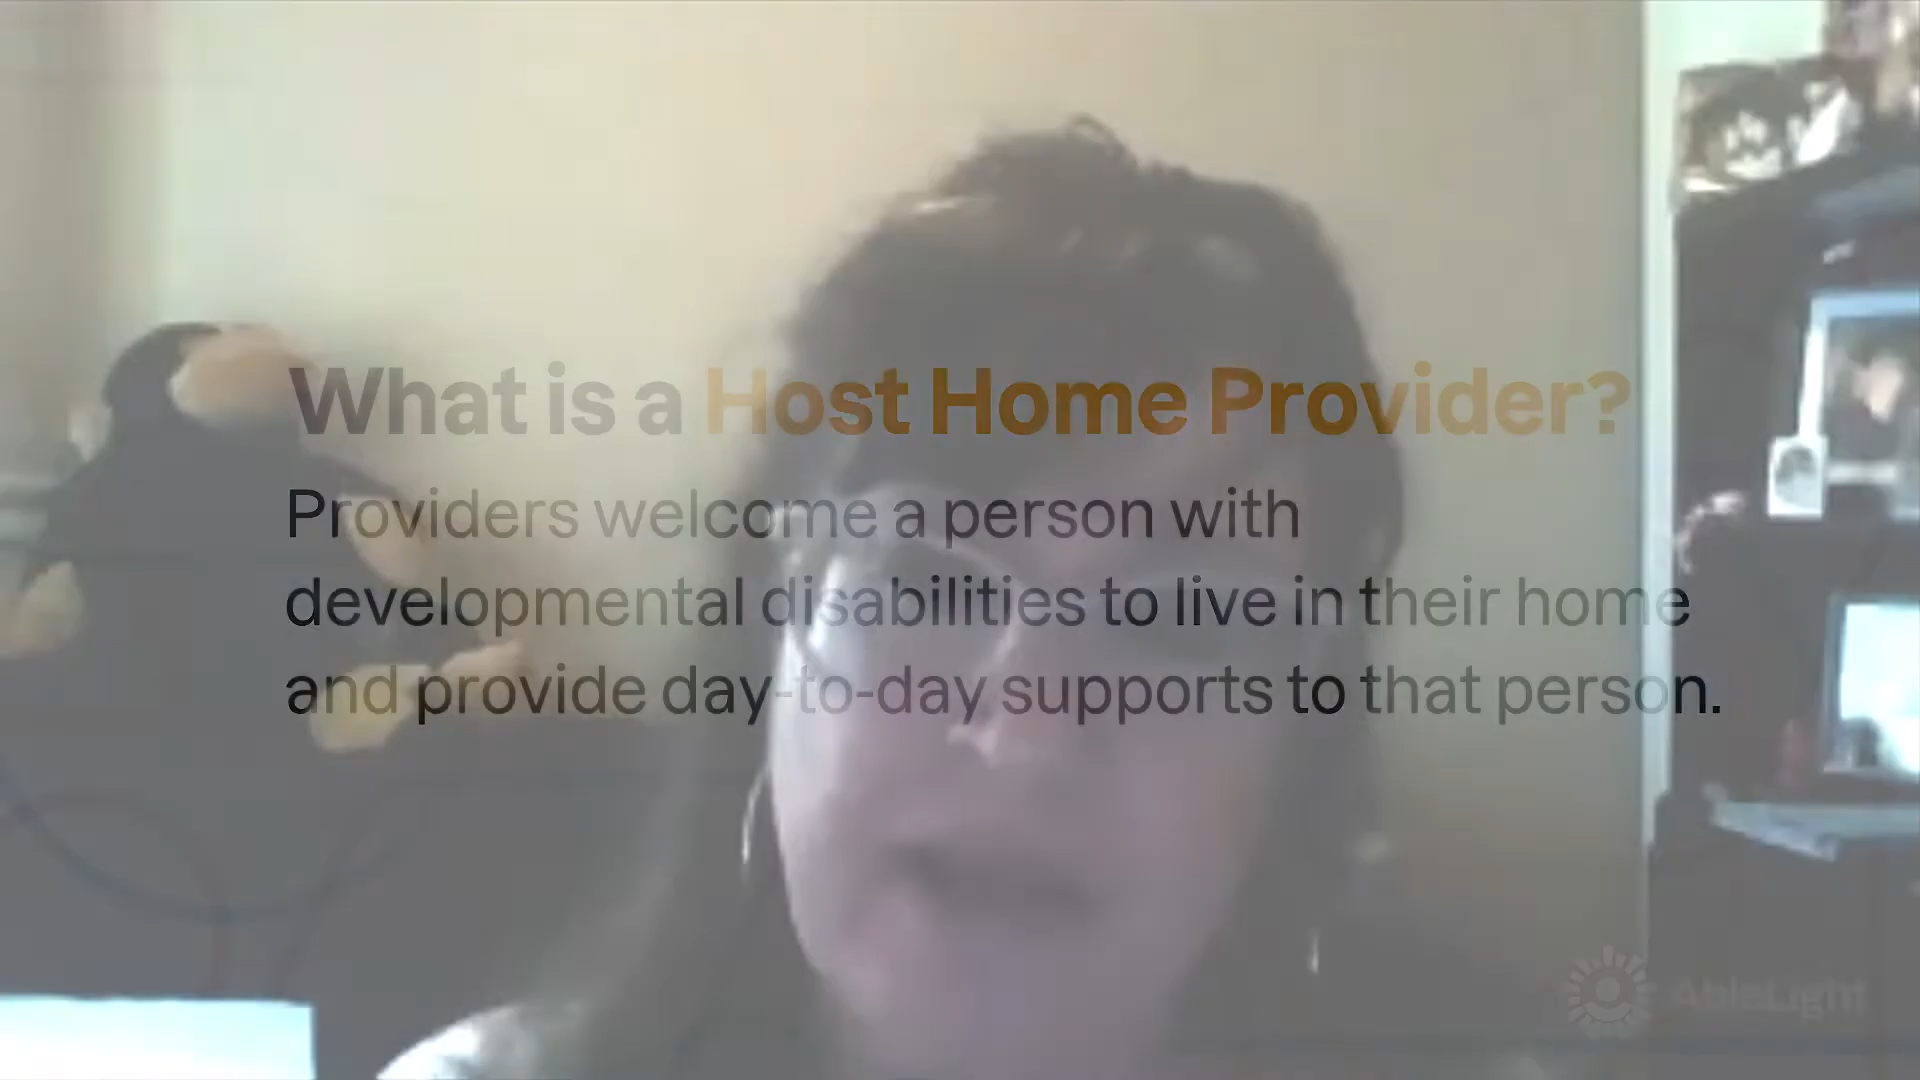 What is a Host Home Provider?
Providers welcome a person with
developmental disabilities to live in their home
and provide day-to-day supports to that person.
AbleLight